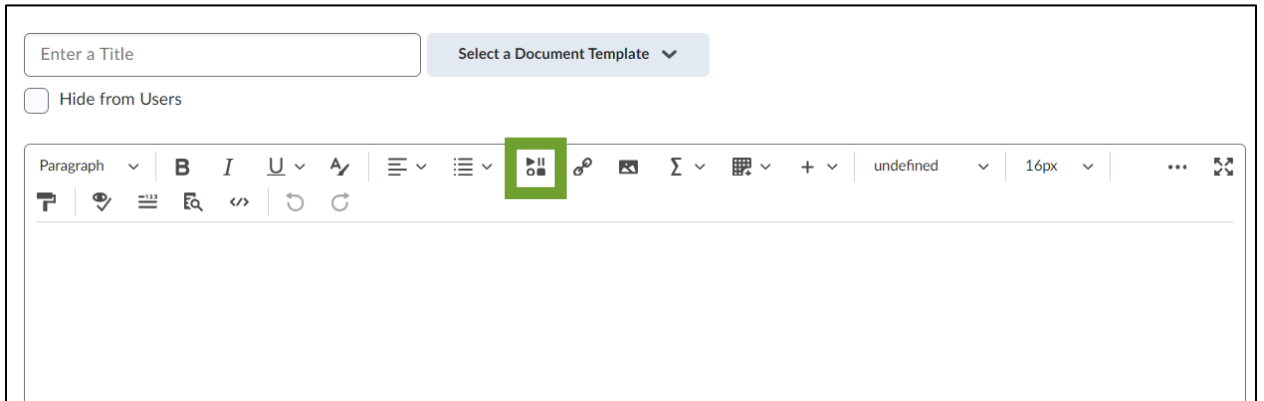 Enter a Title
Select a Document Template
Hide from Users
Paragraph B I U A undefined 16px